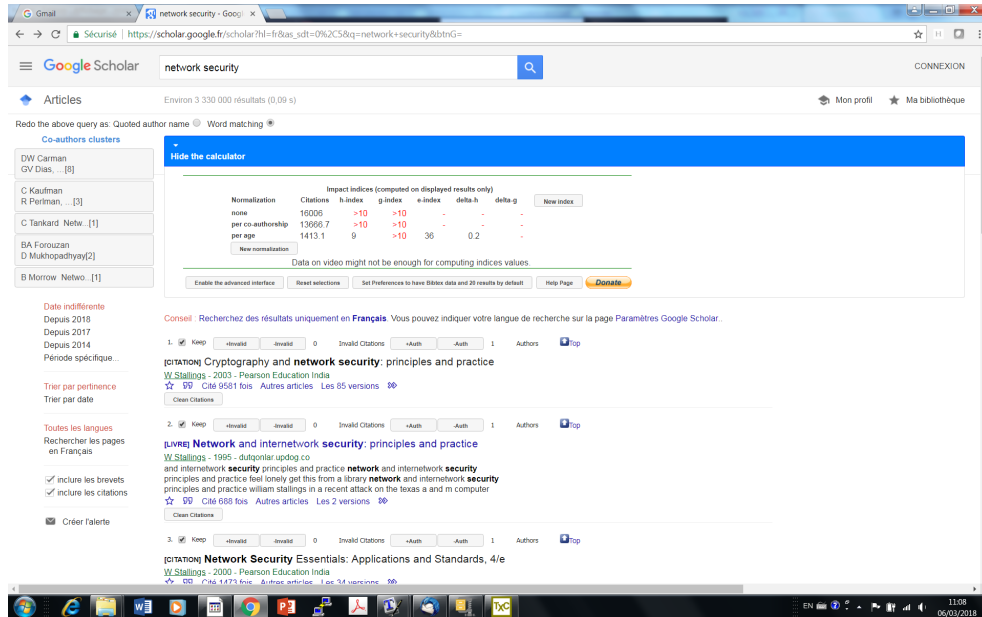 Gmail
network security - Goo
Sécurisé
https://scholar.google.fr/scholar?hl=fr&as_sdt=0%2C5&q=network+security&btnG=
Google Scholar
network security
CONNEXION
Articles
Environ 3 330 000 résultats (0,09 s)
Mon profil
Ma bibliothèque
Redo the above query as: Quoted author name Word matching
Co-authors clusters
DW Carman
GV Dias, ...[8]
C Kaufman
R Perlman, ...[3]
C Tankard Netw...[1]
BA Forouzan
D Mukhopadhyay[2]
B Morrow Netwo...[1]
Date indifférente
Depuis 2018
Depuis 2017
Depuis 2014
Période spécifique...
Trier par pertinence
Trier par date
Toutes les langues
Rechercher les pages
en Français
inclure les brevets
inclure les citations
Créer l'alerte
Hide the calculator
Impact indices (computed on displayed results only)
Normalization Citations h-index g-index e-index delta-h delta-g New index
none 16006 >10 >10 - - -
per co-authorship 13666.7 >10 >10 - - -
per age 1413.1 9 >10 36 0.2 -
New normalization
Data on video might not be enough for computing indices values.
Enable the advanced interface Reset selections Set Preferences to have Bibtex data and 20 results by default Help Page Donate
Conseil : Recherchez des résultats uniquement en Français. Vous pouvez indiquer votre langue de recherche sur la page Paramètres Google Scholar..
1. Keep +Invalid -Invalid 0 Invalid Citations +Auth -Auth 1 Authors Top
[CITATION] Cryptography and network security: principles and practice
W Stallings - 2003 - Pearson Education India
Cité 9581 fois Autres articles Les 85 versions
Clean Citations
2. Keep +Invalid -Invalid 0 Invalid Citations +Auth -Auth 1 Authors Top
[LIVRE] Network and internetwork security: principles and practice
W Stallings - 1995 - dutqonlar.updog.co
and internetwork security principles and practice network and internetwork security
principles and practice feel lonely get this from a library network and internetwork security
principles and practice william stallings in a recent attack on the texas a and m computer
Cité 688 fois Autres articles Les 2 versions
Clean Citations
3. Keep +Invalid -Invalid 0 Invalid Citations +Auth -Auth 1 Authors Top
[CITATION] Network Security Essentials: Applications and Standards, 4/e
W Stallings - 2000 - Pearson Education India
Cité 1473 fois Autres articles Les 34 versions
TXC
EN
11:08
06/03/2018